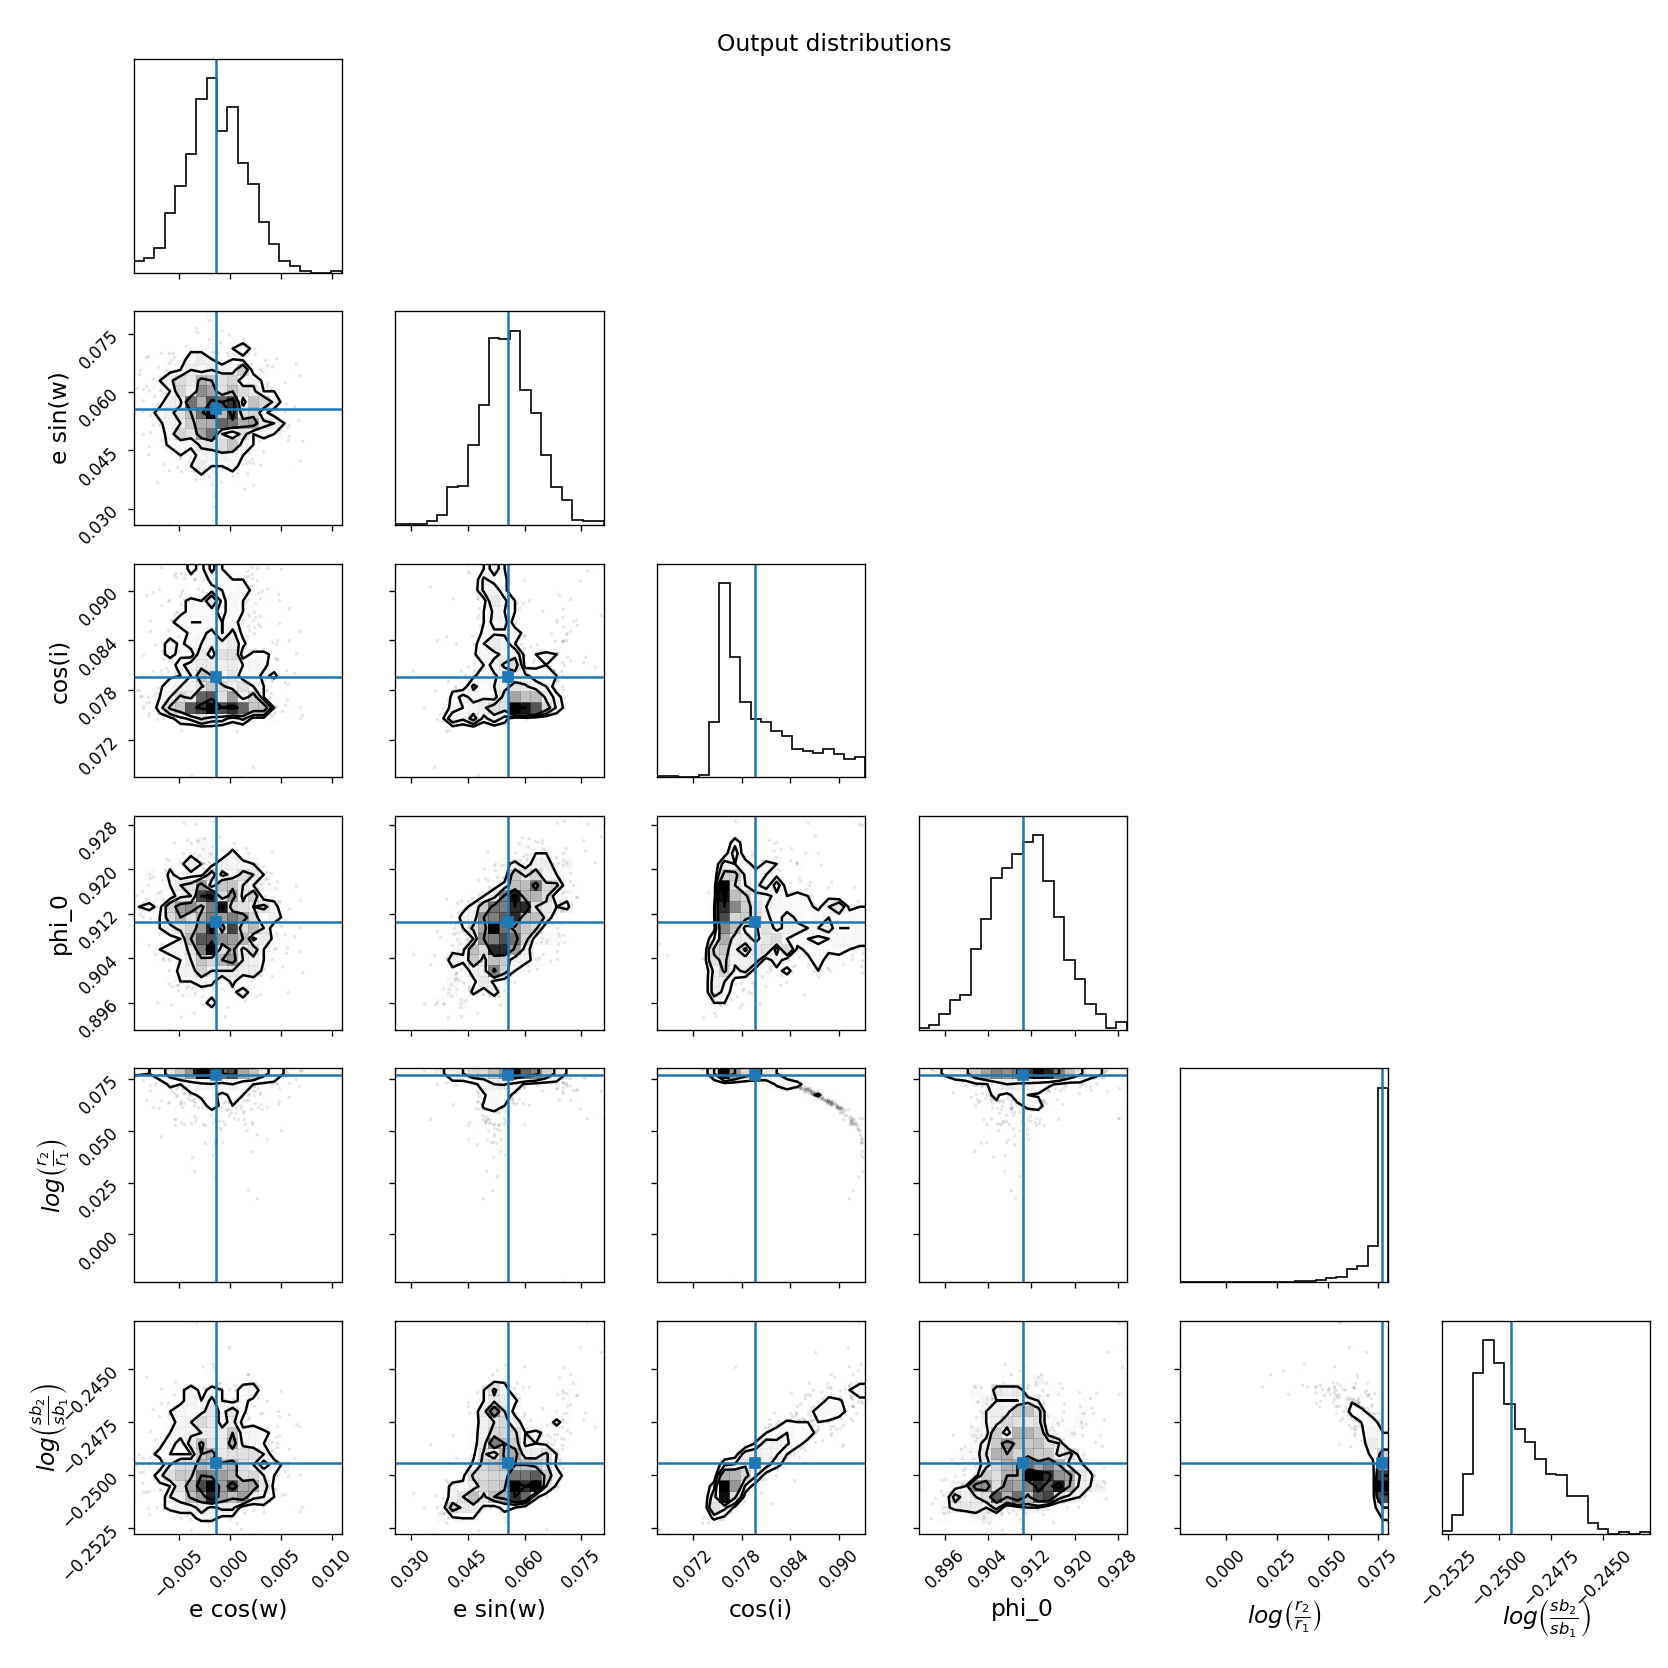 Output distributions
e sin(w)
0.075
0.060
0.045
0.030
cos(i)
0.090
0.084
0.078
0.072
phi_0
0.928
0.920
0.912
0.904
0.896
log(r₂/r₁)
0.075
0.050
0.025
0.000
log(sb₂/sb₁)
−0.2450
−0.2475
−0.2500
−0.2525
−0.005 0.000 0.005 0.010
0.030 0.045 0.060 0.075
0.072 0.078 0.084 0.090
0.896 0.904 0.912 0.920 0.928
0.000 0.025 0.050 0.075
−0.2525 −0.2500 −0.2475 −0.2450
e cos(w) e sin(w) cos(i) phi_0 log(r₂/r₁) log(sb₂/sb₁)